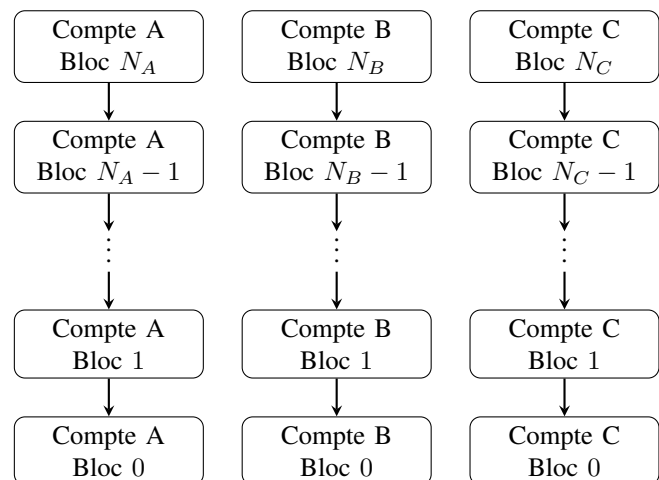 Compte A
Bloc $N_A$
Compte B
Bloc $N_B$
Compte C
Bloc $N_C$
Compte A
Bloc $N_A - 1$
Compte B
Bloc $N_B - 1$
Compte C
Bloc $N_C - 1$
⋮
⋮
⋮
Compte A
Bloc 1
Compte B
Bloc 1
Compte C
Bloc 1
Compte A
Bloc 0
Compte B
Bloc 0
Compte C
Bloc 0